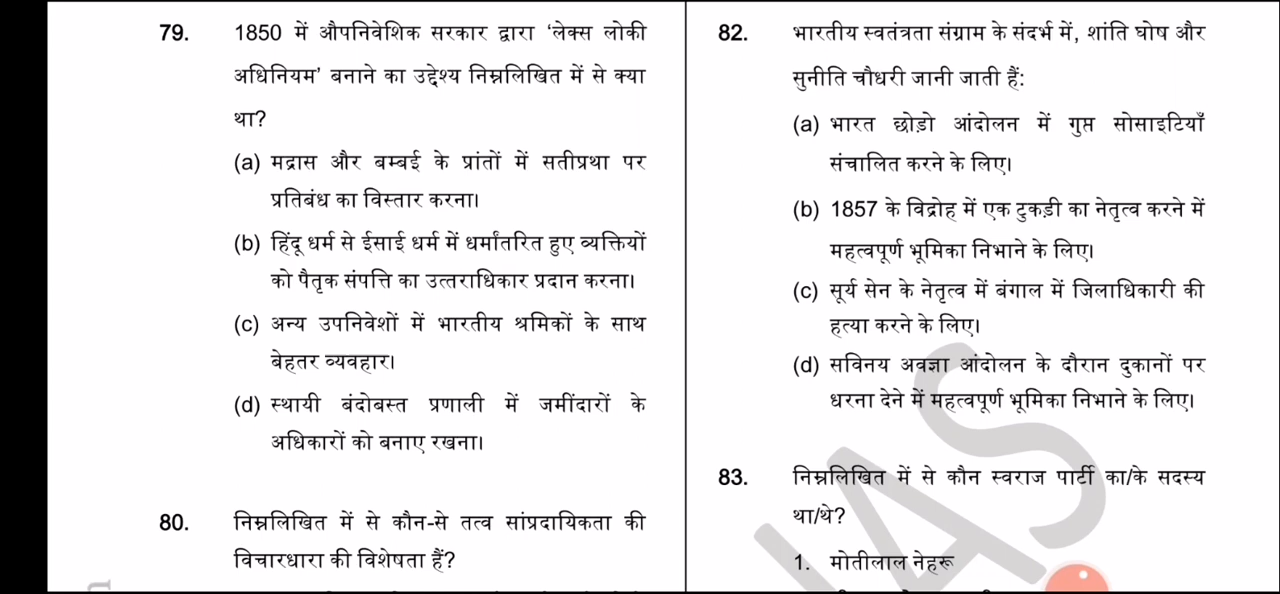 79. 1850 में औपनिवेशिक सरकार द्वारा 'लेक्स लोकी
अधिनियम' बनाने का उद्देश्य निम्नलिखित में से क्या
था?
(a) मद्रास और बम्बई के प्रांतों में सतीप्रथा पर
प्रतिबंध का विस्तार करना।
(b) हिंदू धर्म से ईसाई धर्म में धर्मांतरित हुए व्यक्तियों
को पैतृक संपत्ति का उत्तराधिकार प्रदान करना।
(c) अन्य उपनिवेशों में भारतीय श्रमिकों के साथ
बेहतर व्यवहार।
(d) स्थायी बंदोबस्त प्रणाली में जमींदारों के
अधिकारों को बनाए रखना।
80. निम्नलिखित में से कौन-से तत्व सांप्रदायिकता की
विचारधारा की विशेषता हैं?
82. भारतीय स्वतंत्रता संग्राम के संदर्भ में, शांति घोष और
सुनीति चौधरी जानी जाती हैं:
(a) भारत छोड़ो आंदोलन में गुप्त सोसाइटियाँ
संचालित करने के लिए।
(b) 1857 के विद्रोह में एक टुकड़ी का नेतृत्व करने में
महत्वपूर्ण भूमिका निभाने के लिए।
(c) सूर्य सेन के नेतृत्व में बंगाल में जिलाधिकारी की
हत्या करने के लिए।
(d) सविनय अवज्ञा आंदोलन के दौरान दुकानों पर
धरना देने में महत्वपूर्ण भूमिका निभाने के लिए।
83. निम्नलिखित में से कौन स्वराज पार्टी का/के सदस्य
था/थे?
1. मोतीलाल नेहरू
IAS